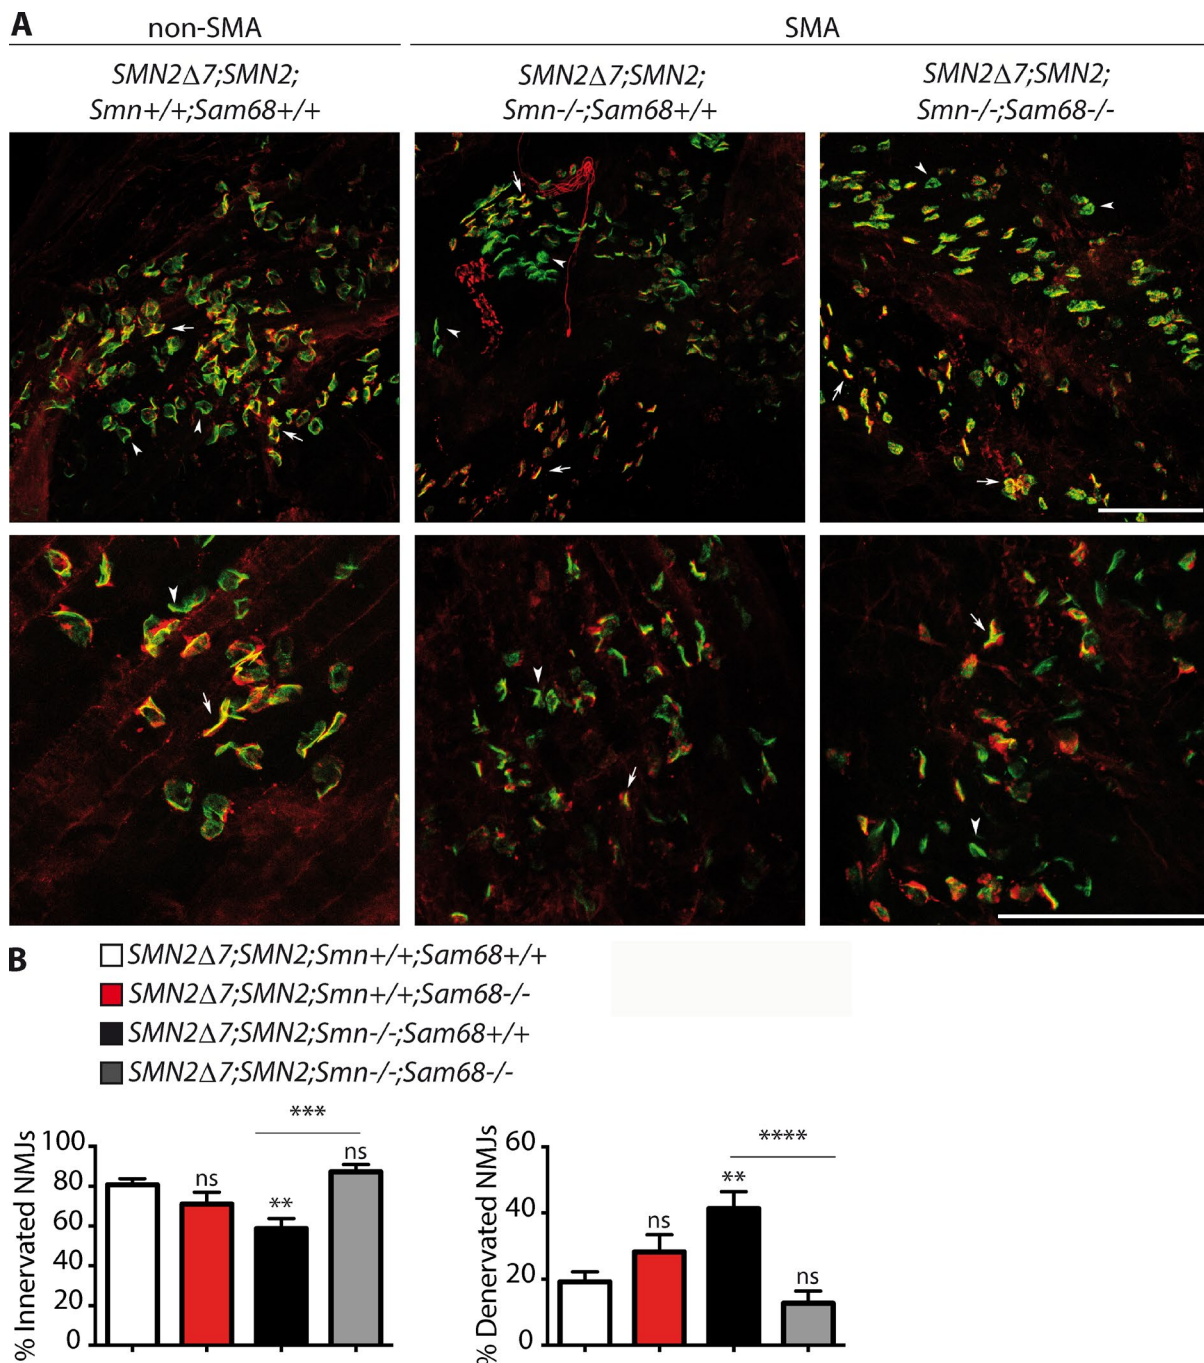 A
non-SMA
SMA
SMN2Δ7;SMN2;
Smn+/+;Sam68+/+
SMN2Δ7;SMN2;
Smn-/-;Sam68+/+
SMN2Δ7;SMN2;
Smn-/-;Sam68-/-
B
SMN2Δ7;SMN2;Smn+/+;Sam68+/+
SMN2Δ7;SMN2;Smn+/+;Sam68-/-
SMN2Δ7;SMN2;Smn-/-;Sam68+/+
SMN2Δ7;SMN2;Smn-/-;Sam68-/-
% Innervated NMJs
100
80
60
40
20
0
ns
**
***
ns
% Denervated NMJs
60
40
20
0
ns
**
****
ns